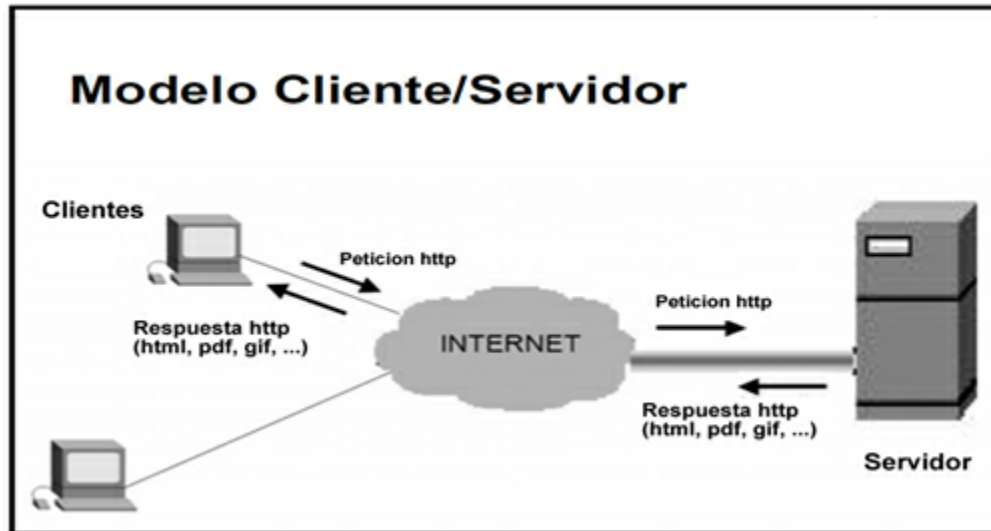 Modelo Cliente/Servidor
Clientes
Peticion http
Respuesta http
(html, pdf, gif, ...)
INTERNET
Peticion http
Respuesta http
(html, pdf, gif, ...)
Servidor